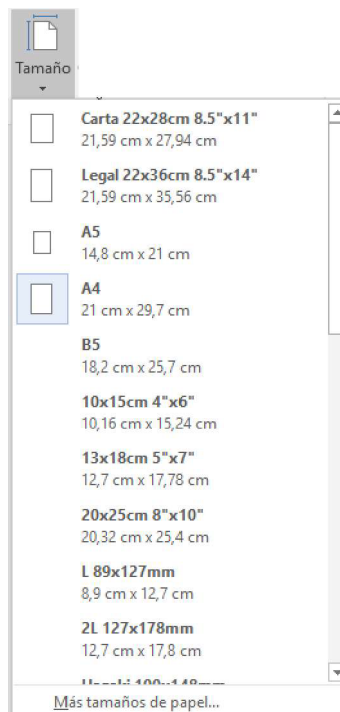 Tamaño
Carta 22x28cm 8.5"x11"
21,59 cm x 27,94 cm
Legal 22x36cm 8.5"x14"
21,59 cm x 35,56 cm
A5
14,8 cm x 21 cm
A4
21 cm x 29,7 cm
B5
18,2 cm x 25,7 cm
10x15cm 4"x6"
10,16 cm x 15,24 cm
13x18cm 5"x7"
12,7 cm x 17,78 cm
20x25cm 8"x10"
20,32 cm x 25,4 cm
L 89x127mm
8,9 cm x 12,7 cm
2L 127x178mm
12,7 cm x 17,8 cm
Más tamaños de papel...